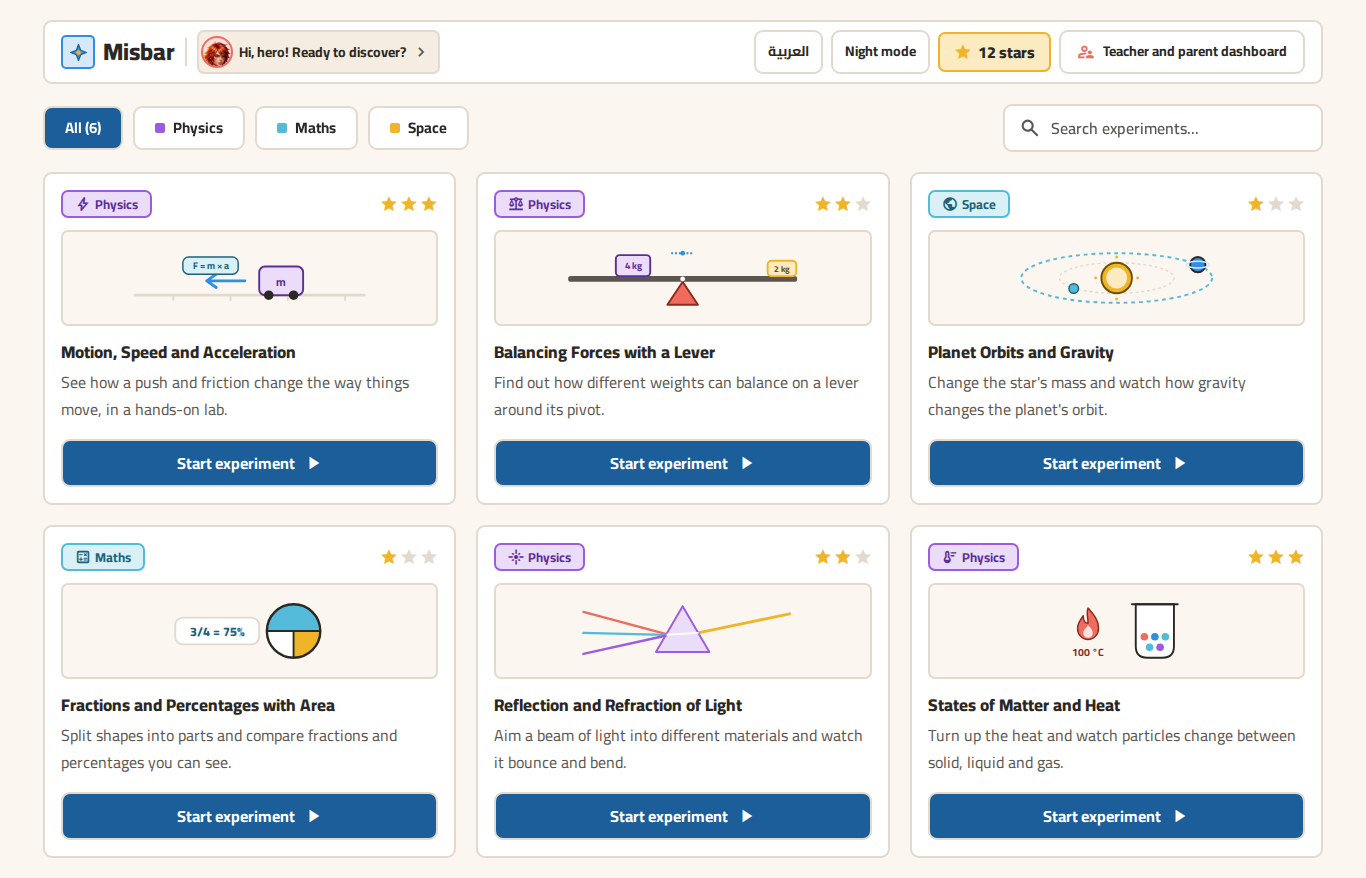 Misbar
Hi, hero! Ready to discover?
العربية
Night mode
12 stars
Teacher and parent dashboard
All (6)
Physics
Maths
Space
Search experiments...
Physics
F = m × a
m
Motion, Speed and Acceleration
See how a push and friction change the way things
move, in a hands-on lab.
Start experiment
Physics
4 kg
2 kg
Balancing Forces with a Lever
Find out how different weights can balance on a lever
around its pivot.
Start experiment
Space
Planet Orbits and Gravity
Change the star's mass and watch how gravity
changes the planet's orbit.
Start experiment
Maths
3/4 = 75%
Fractions and Percentages with Area
Split shapes into parts and compare fractions and
percentages you can see.
Start experiment
Physics
Reflection and Refraction of Light
Aim a beam of light into different materials and watch
it bounce and bend.
Start experiment
Physics
100 °C
States of Matter and Heat
Turn up the heat and watch particles change between
solid, liquid and gas.
Start experiment